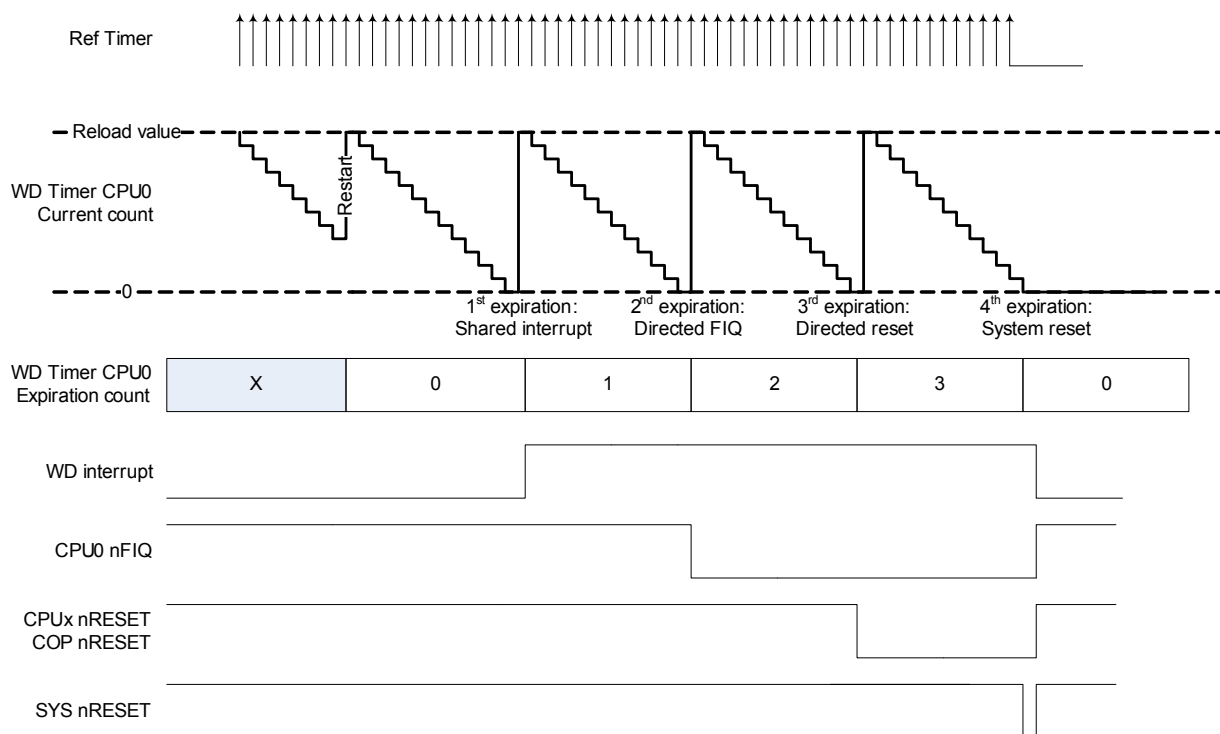 Ref Timer
Reload value
WD Timer CPU0
Current count
Restart
0
1st expiration:
Shared interrupt
2nd expiration:
Directed FIQ
3rd expiration:
Directed reset
4th expiration:
System reset
WD Timer CPU0
Expiration count
X 0 1 2 3 0
WD interrupt
CPU0 nFIQ
CPUx nRESET
COP nRESET
SYS nRESET